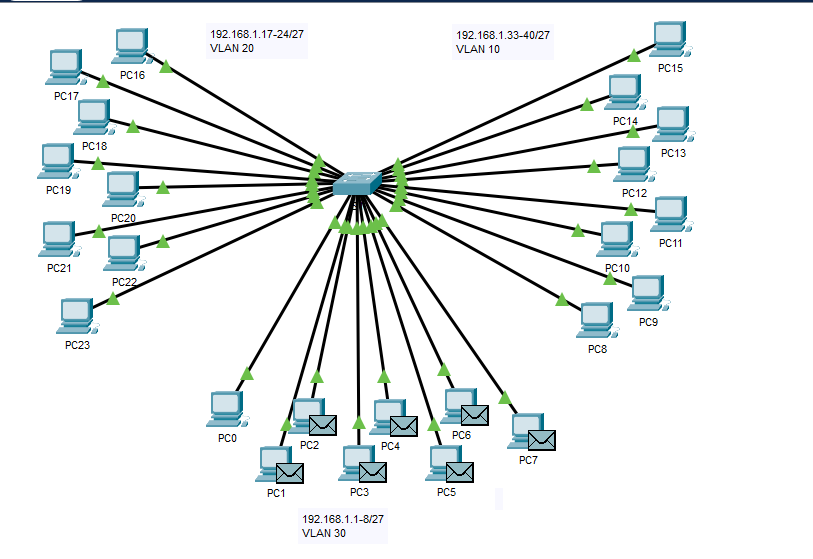 192.168.1.17-24/27
VLAN 20
192.168.1.33-40/27
VLAN 10
PC16
PC15
PC17
PC14
PC18
PC13
PC19
PC12
PC20
PC11
PC21
PC22
PC10
PC9
PC23
PC8
PC0
PC2
PC4
PC6
PC7
PC1
PC3
PC5
192.168.1.1-8/27
VLAN 30